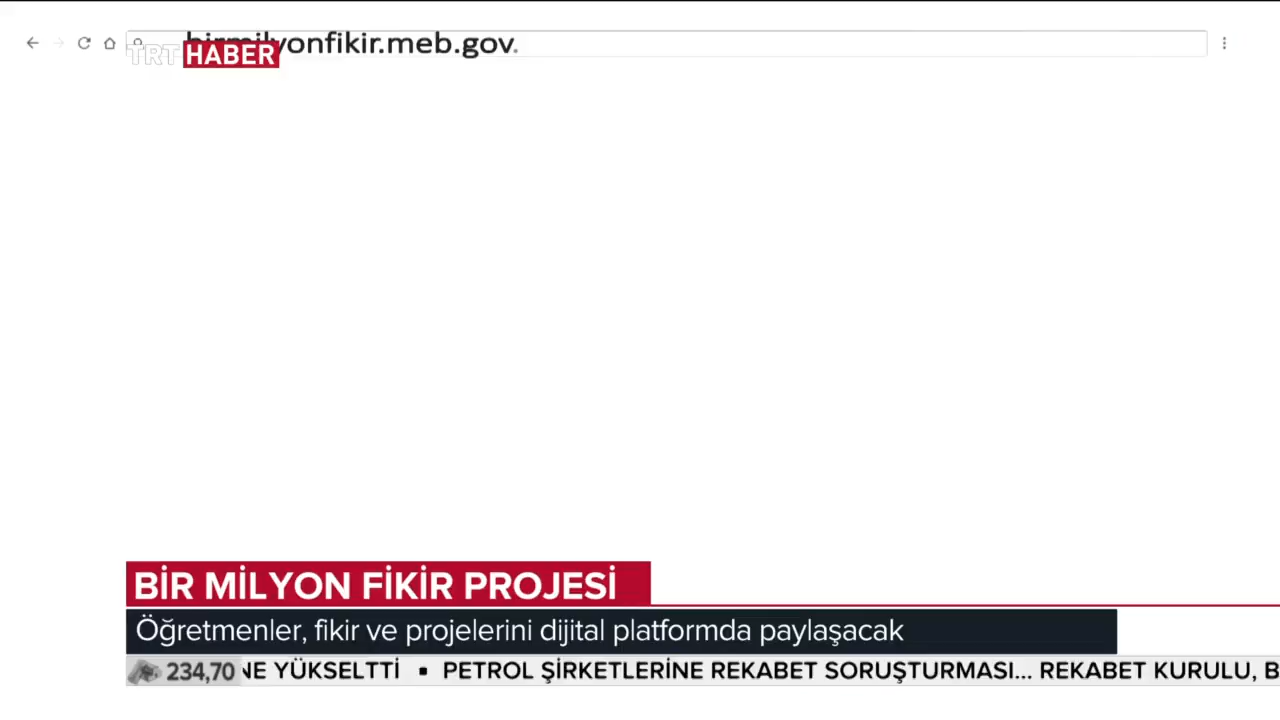 birmilyonfikir.meb.gov.
TRT HABER
BİR MİLYON FİKİR PROJESİ
Öğretmenler, fikir ve projelerini dijital platformda paylaşacak
234,70 NE YÜKSELTTİ ▪ PETROL ŞİRKETLERİNE REKABET SORUŞTURMASI... REKABET KURULU, B